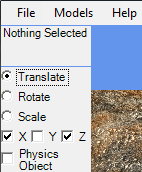 File Models Help
Nothing Selected
Translate
Rotate
Scale
X Y Z
Physics
Object